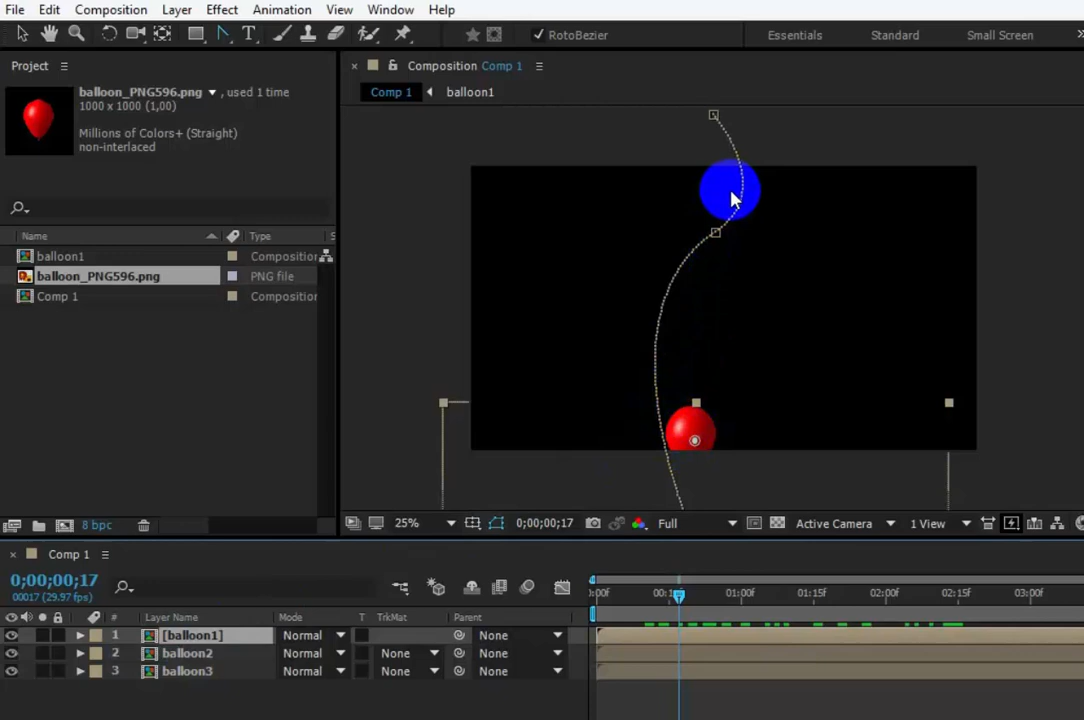 File Edit Composition Layer Effect Animation View Window Help
RotoBezier Essentials Standard Small Screen
Project
balloon_PNG596.png, used 1 time
1000 x 1000 (1,00)
Millions of Colors+ (Straight)
non-interlaced
Composition Comp 1
Comp 1 balloon1
Name Type S
balloon1 Compositio
balloon_PNG596.png PNG file
Comp 1 Compositio
8 bpc
25% 0;00;00;17 Full Active Camera 1 View
Comp 1
0;00;00;17
00017 (29.97 fps)
:00f 00:1 01:00f 01:15f 02:00f 02:15f 03:00f
# Layer Name Mode T TrkMat Parent
1 [balloon1] Normal None
2 balloon2 Normal None None
3 balloon3 Normal None None